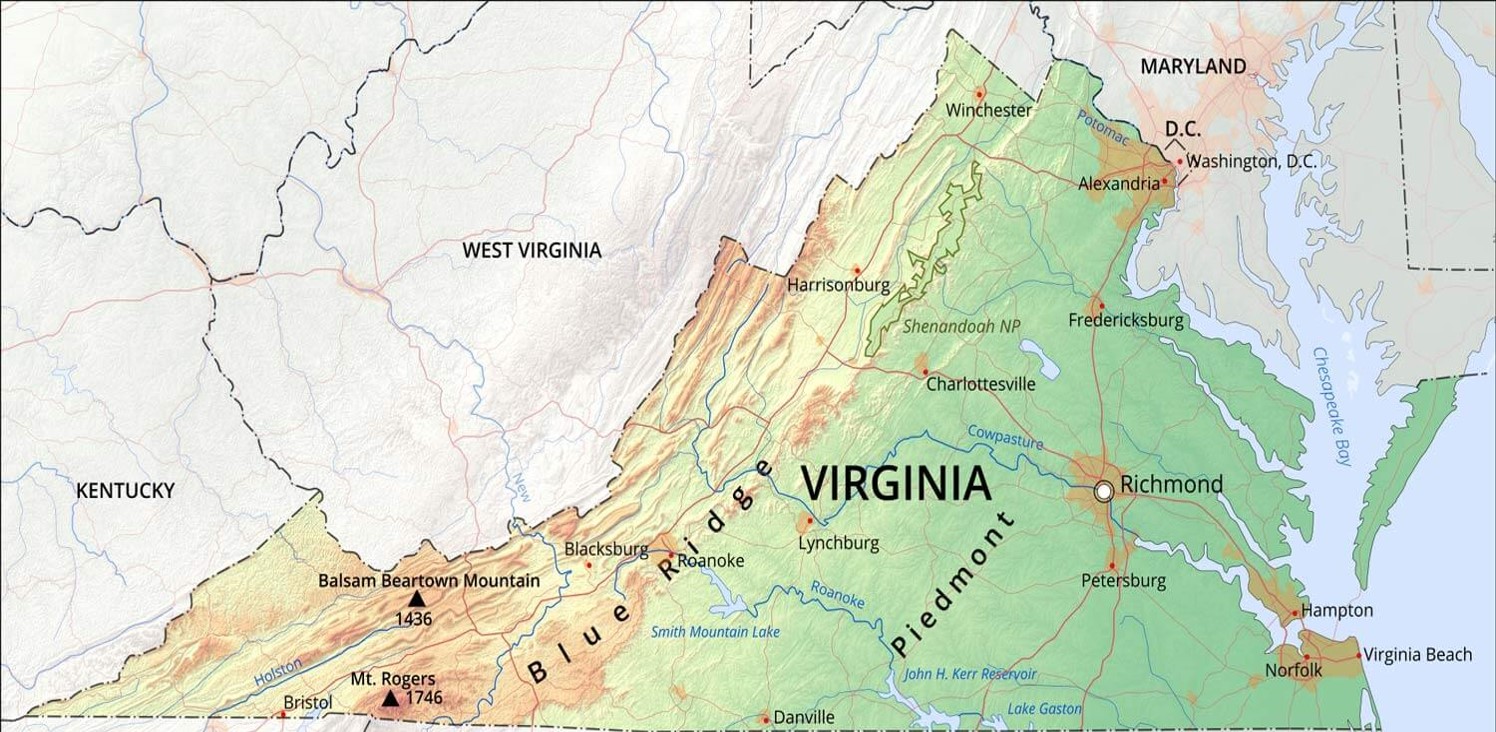 MARYLAND
Winchester
Potomac
D.C.
Washington, D.C.
Alexandria
WEST VIRGINIA
Harrisonburg
Shenandoah NP
Fredericksburg
Charlottesville
Chesapeake Bay
Cowpasture
KENTUCKY
New
VIRGINIA
Richmond
Blue Ridge
Piedmont
Lynchburg
Blacksburg
Roanoke
Balsam Beartown Mountain
1436
Petersburg
Roanoke
Hampton
Smith Mountain Lake
Virginia Beach
Norfolk
Holston
Mt. Rogers
1746
John H. Kerr Reservoir
Bristol
Lake Gaston
Danville